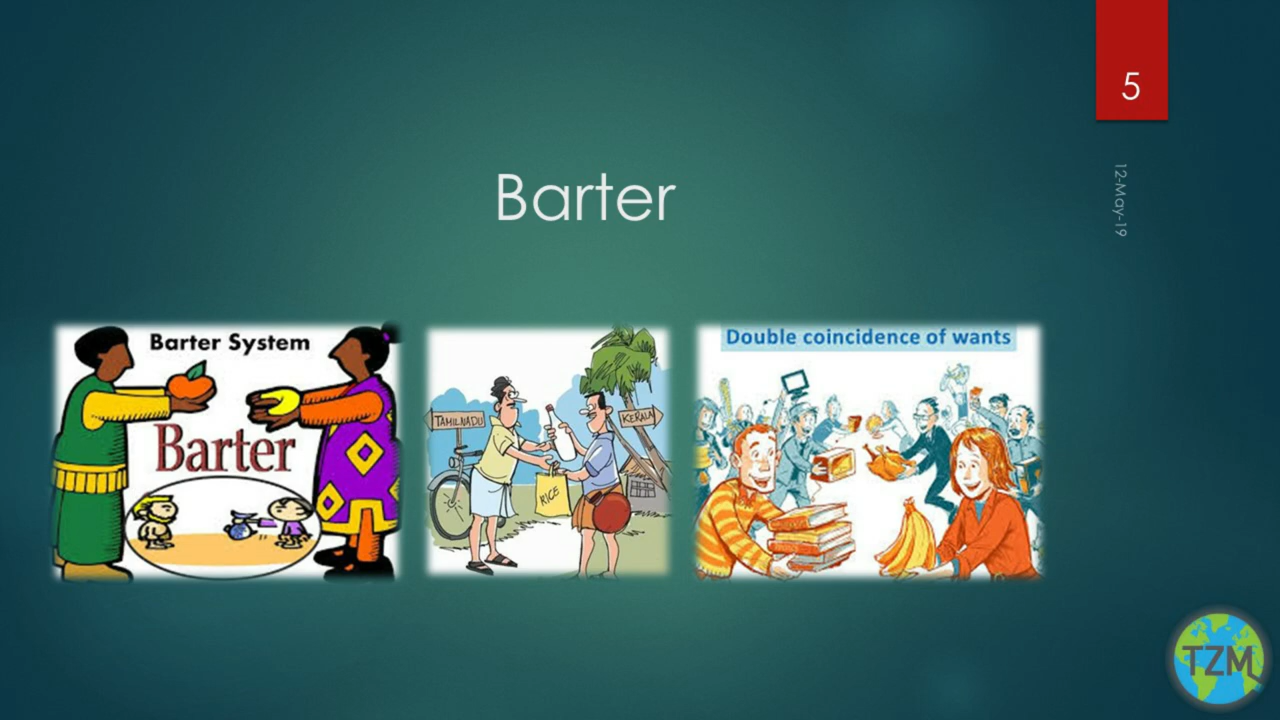 5
12-May-19
Barter
Barter System
Barter
TAMILNADU
KERALA
RICE
Double coincidence of wants
TZM